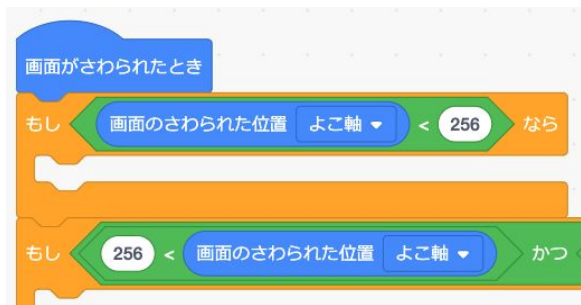 画面がさわられたとき
もし 画面のさわられた位置 よこ軸 < 256 なら
もし 256 < 画面のさわられた位置 よこ軸 かつ